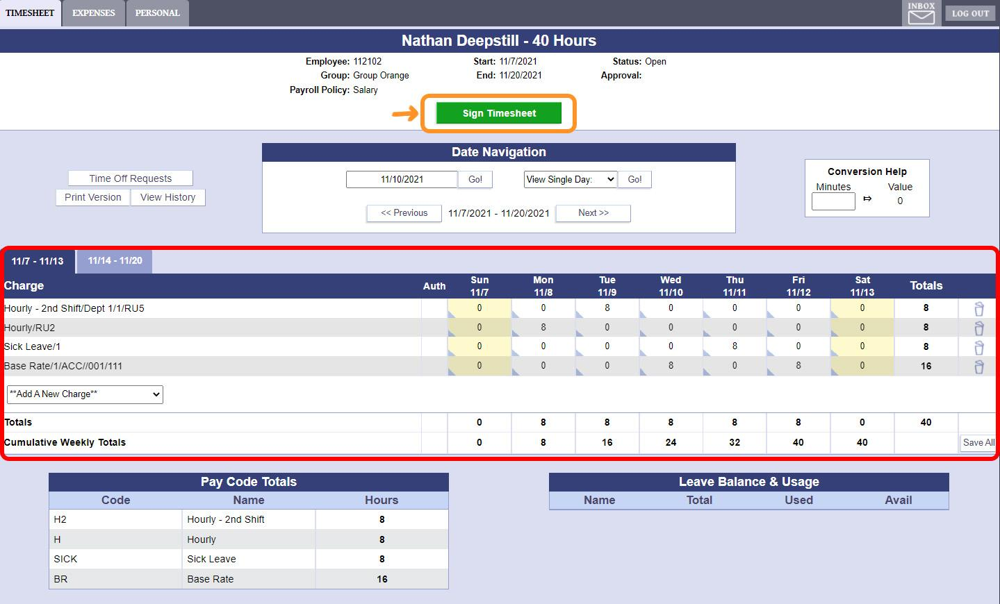 TIMESHEET EXPENSES PERSONAL INBOX LOG OUT
Nathan Deepstill - 40 Hours
Employee: 112102 Start: 11/7/2021 Status: Open
Group: Group Orange End: 11/20/2021 Approval:
Payroll Policy: Salary
Sign Timesheet
Date Navigation
Time Off Requests
Print Version View History
11/10/2021 Go! View Single Day: Go!
<< Previous 11/7/2021 - 11/20/2021 Next >>
Conversion Help
Minutes Value
⇨ 0
11/7 - 11/13 11/14 - 11/20
Charge Auth Sun 11/7 Mon 11/8 Tue 11/9 Wed 11/10 Thu 11/11 Fri 11/12 Sat 11/13 Totals
Hourly - 2nd Shift/Dept 1/1/RU5 0 0 8 0 0 0 0 8
Hourly/RU2 0 8 0 0 0 0 0 8
Sick Leave/1 0 0 0 0 8 0 0 8
Base Rate/1/ACC//001/111 0 0 0 8 0 8 0 16
**Add A New Charge**
Totals 0 8 8 8 8 8 0 40
Cumulative Weekly Totals 0 8 16 24 32 40 40 Save All
Pay Code Totals
Code Name Hours
H2 Hourly - 2nd Shift 8
H Hourly 8
SICK Sick Leave 8
BR Base Rate 16
Leave Balance & Usage
Name Total Used Avail